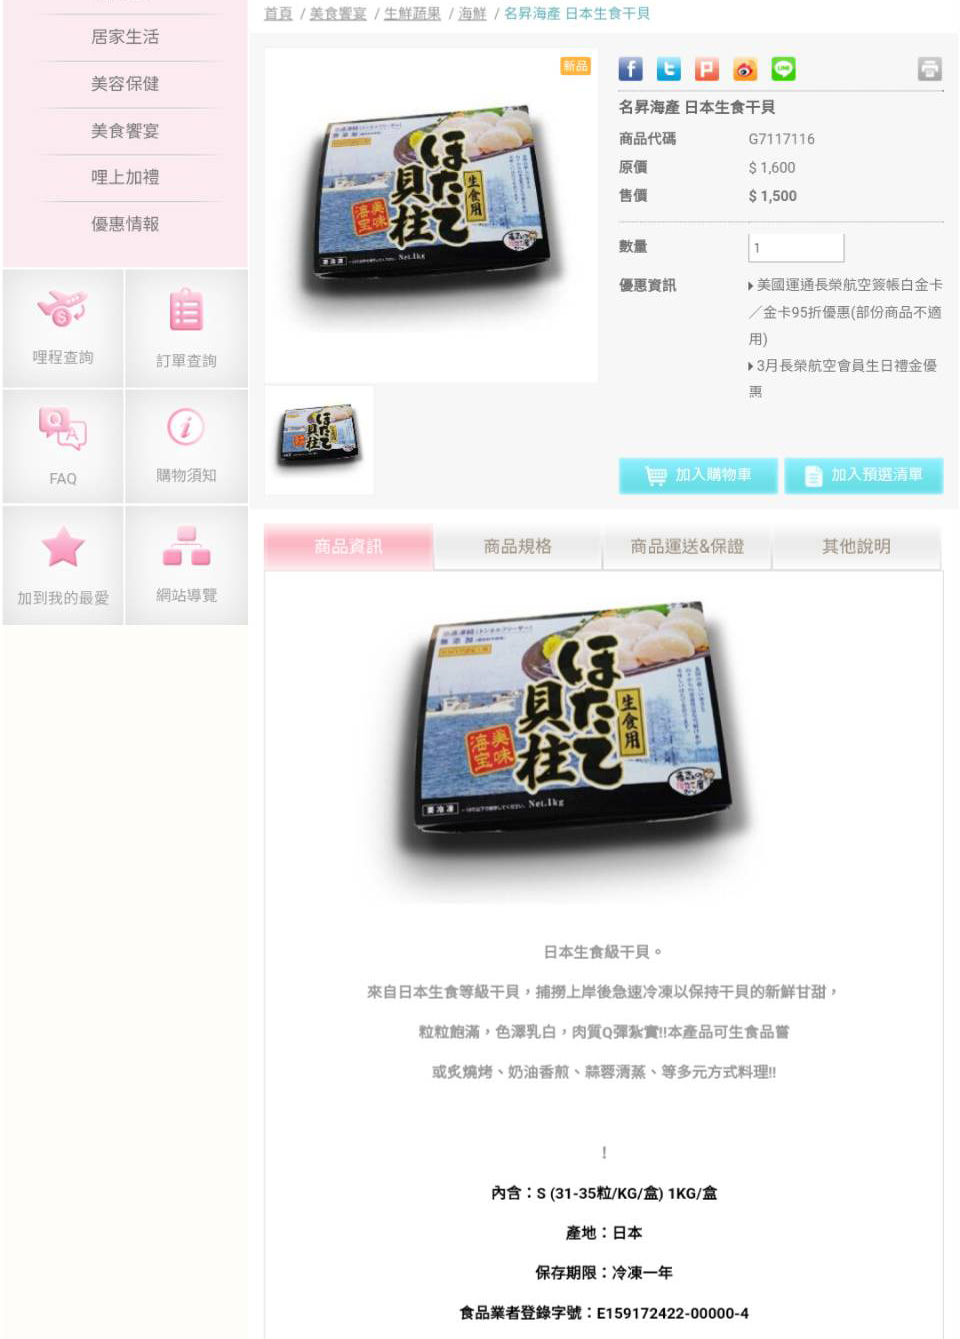 首頁 / 美食饗宴 / 生鮮蔬果 / 海鮮 / 名昇海產 日本生食干貝
居家生活
美容保健
美食饗宴
哩上加禮
優惠情報
哩程查詢
訂單查詢
FAQ
購物須知
加到我的最愛
網站導覽
新品
無添加
ほたて
貝柱
生食用
美味
海宝
要冷凍
Net.1kg
名昇海產 日本生食干貝
商品代碼 G7117116
原價 $ 1,600
售價 $ 1,500
數量 1
優惠資訊 美國運通長榮航空簽帳白金卡
／金卡95折優惠(部份商品不適
用)
3月長榮航空會員生日禮金優
惠
加入購物車 加入預選清單
商品資訊 商品規格 商品運送&保證 其他說明
無添加
ほたて
貝柱
生食用
美味
海宝
要冷凍
Net.1kg
日本生食級干貝。
來自日本生食等級干貝，捕撈上岸後急速冷凍以保持干貝的新鮮甘甜，
粒粒飽滿，色澤乳白，肉質Q彈紮實!!本產品可生食品嘗
或炙燒烤、奶油香煎、蒜蓉清蒸、等多元方式料理!!
！
內含：S (31-35粒/KG/盒) 1KG/盒
產地：日本
保存期限：冷凍一年
食品業者登錄字號：E159172422-00000-4